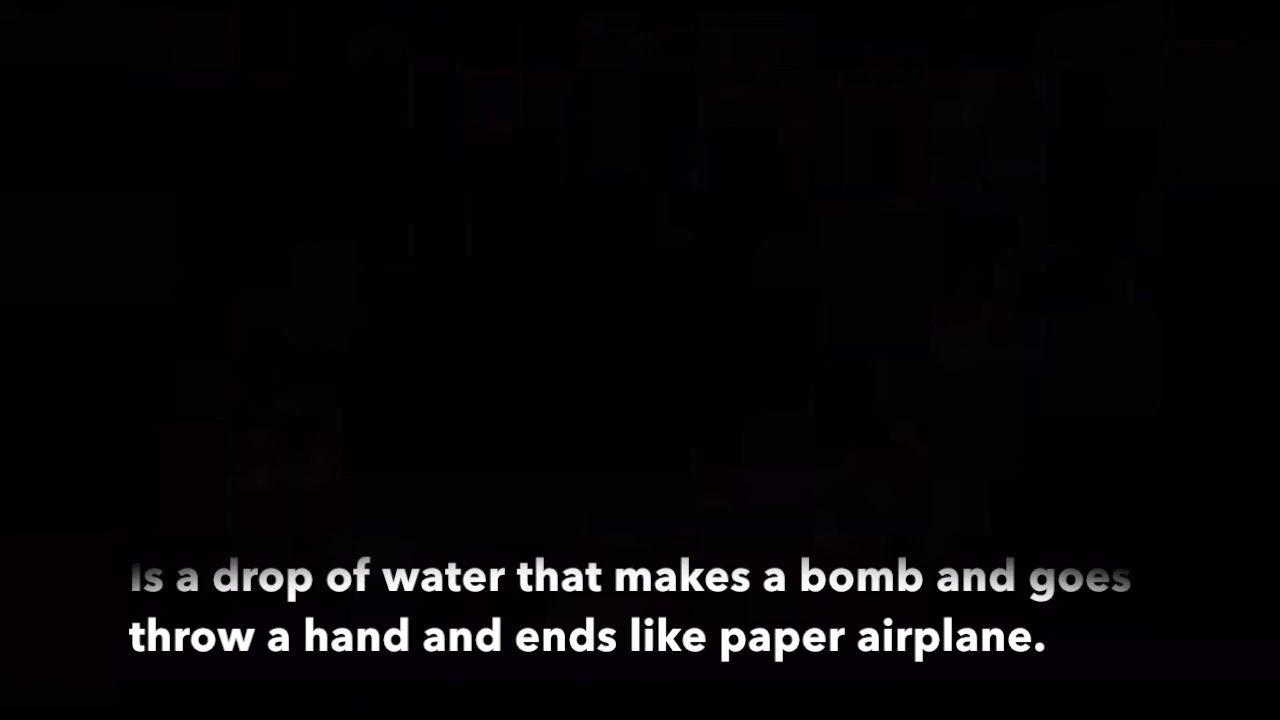 Is a drop of water that makes a bomb and goes
throw a hand and ends like paper airplane.